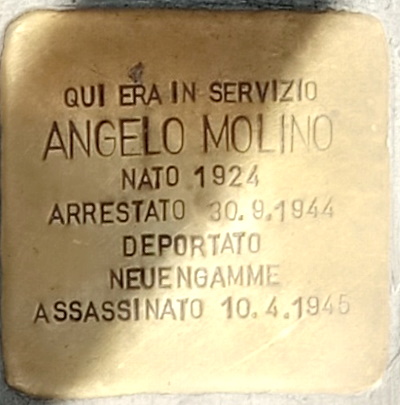 QUI ERA IN SERVIZIO
ANGELO MOLINO
NATO 1924
ARRESTATO 30.9.1944
DEPORTATO
NEUENGAMME
ASSASSINATO 10.4.1945